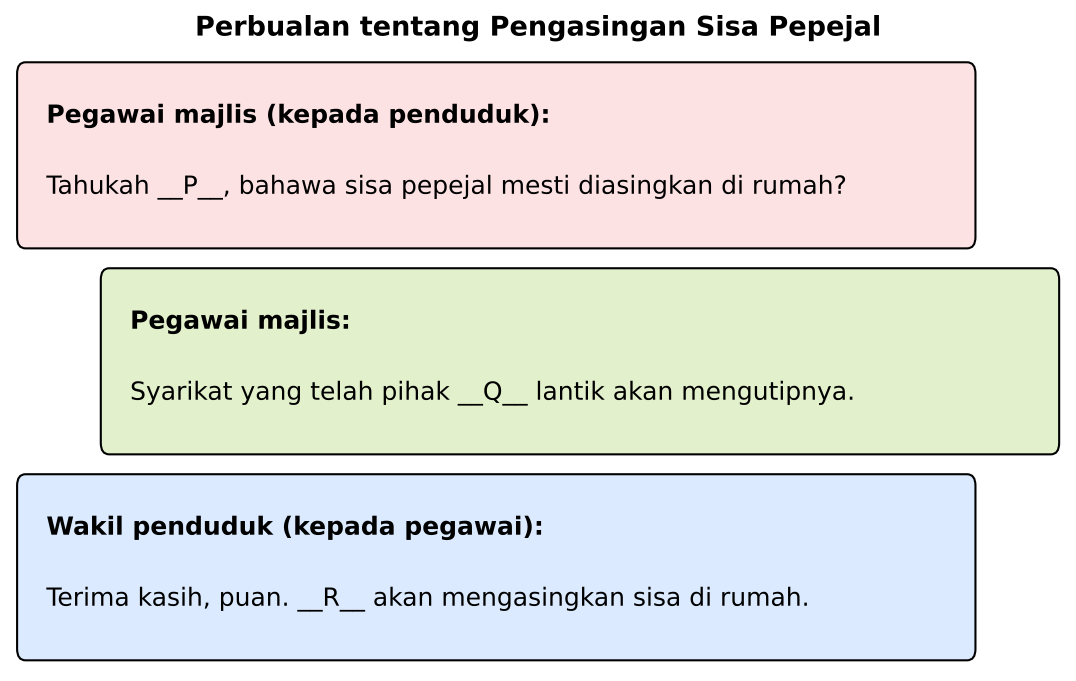 Perbualan tentang Pengasingan Sisa Pepejal
Pegawai majlis (kepada penduduk):
Tahukah __P__, bahawa sisa pepejal mesti diasingkan di rumah?
Pegawai majlis:
Syarikat yang telah pihak __Q__ lantik akan mengutipnya.
Wakil penduduk (kepada pegawai):
Terima kasih, puan. __R__ akan mengasingkan sisa di rumah.